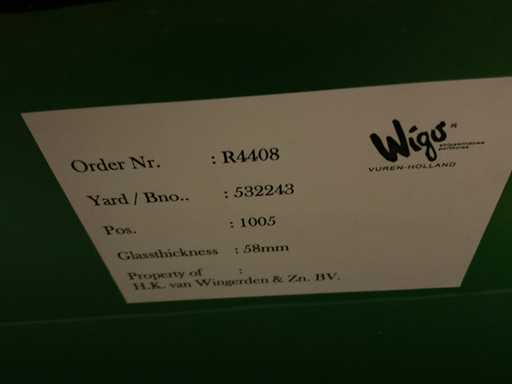 Wigo ®
VUREN-HOLLAND
Order Nr. : R4408
Yard / Bno.. : 532243
Pos. : 1005
Glassthickness : 58mm
Property of :
H.K. van Wingerden & Zn. BV.